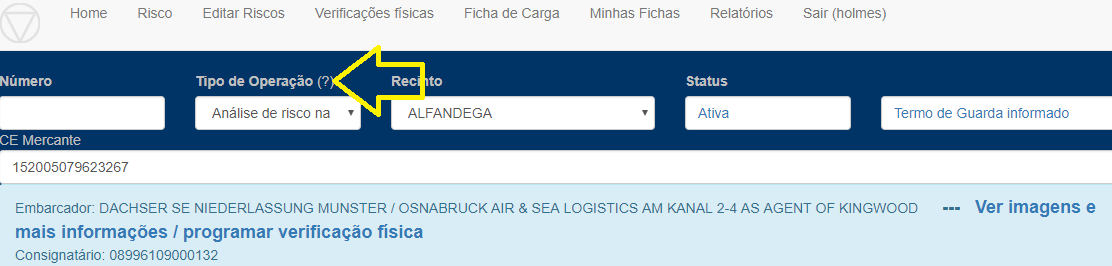 Home Risco Editar Riscos Verificações físicas Ficha de Carga Minhas Fichas Relatórios Sair (holmes)
Número Tipo de Operação (?) Recinto Status
Análise de risco na ALFANDEGA Ativa Termo de Guarda informado
CE Mercante
152005079623267
Embarcador: DACHSER SE NIEDERLASSUNG MUNSTER / OSNABRUCK AIR & SEA LOGISTICS AM KANAL 2-4 AS AGENT OF KINGWOOD --- Ver imagens e
mais informações / programar verificação física
Consignatário: 08996109000132